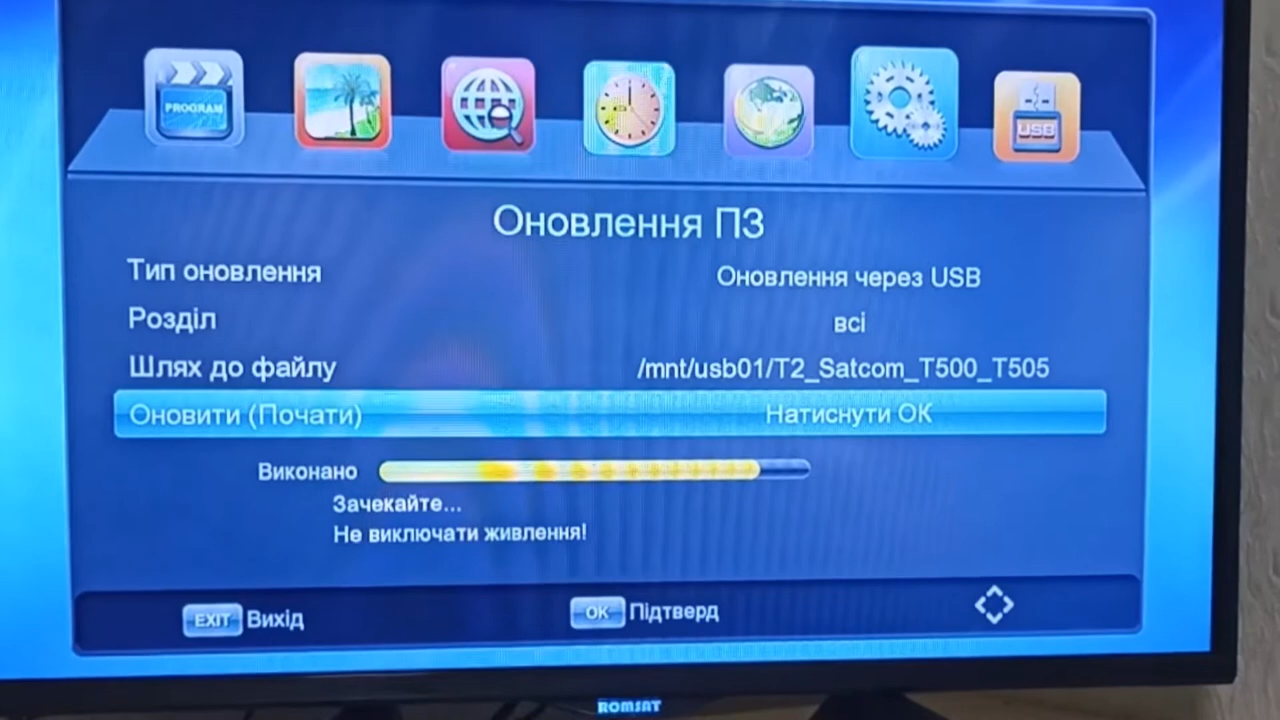 PROGRAM
USB
Оновлення ПЗ
Тип оновлення Оновлення через USB
Розділ всі
Шлях до файлу /mnt/usb01/T2_Satcom_T500_T505
Оновити (Почати) Натиснути OK
Виконано
Зачекайте...
Не виключати живлення!
EXIT Вихід OK Підтверд
ROMSAT